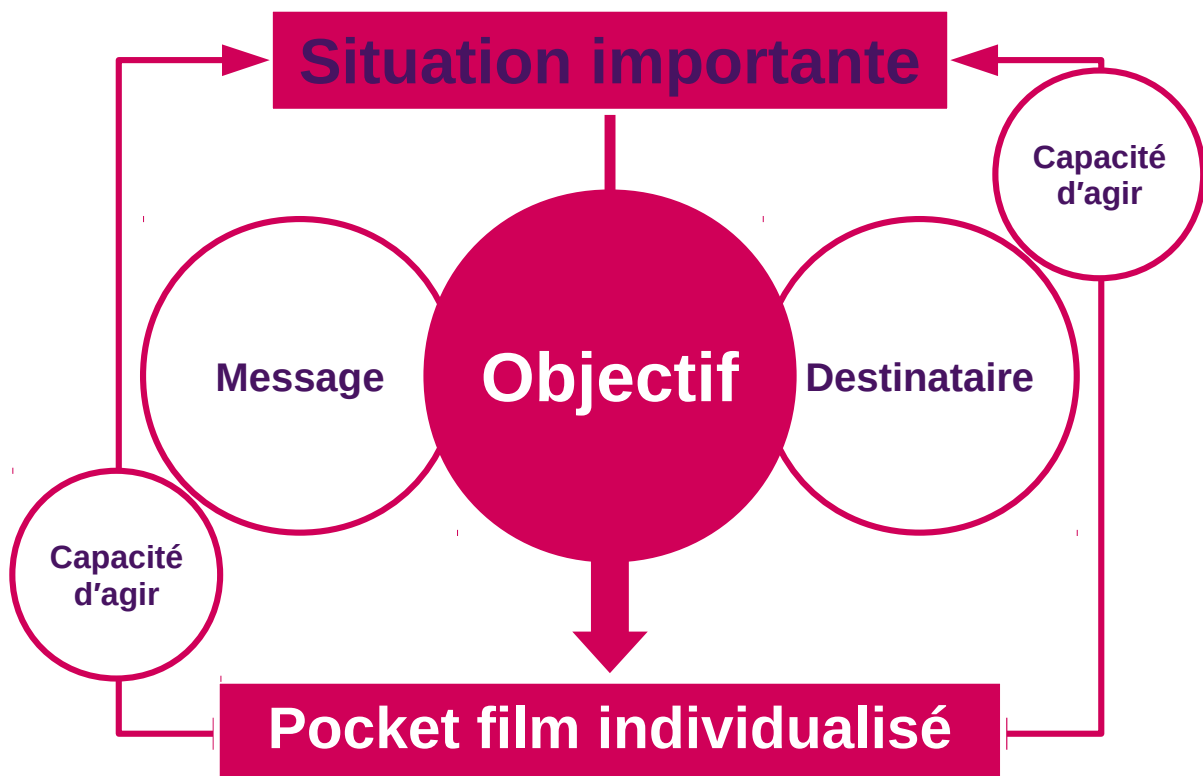 Situation importante
Capacité
d'agir
Message
Objectif
Destinataire
Capacité
d'agir
Pocket film individualisé